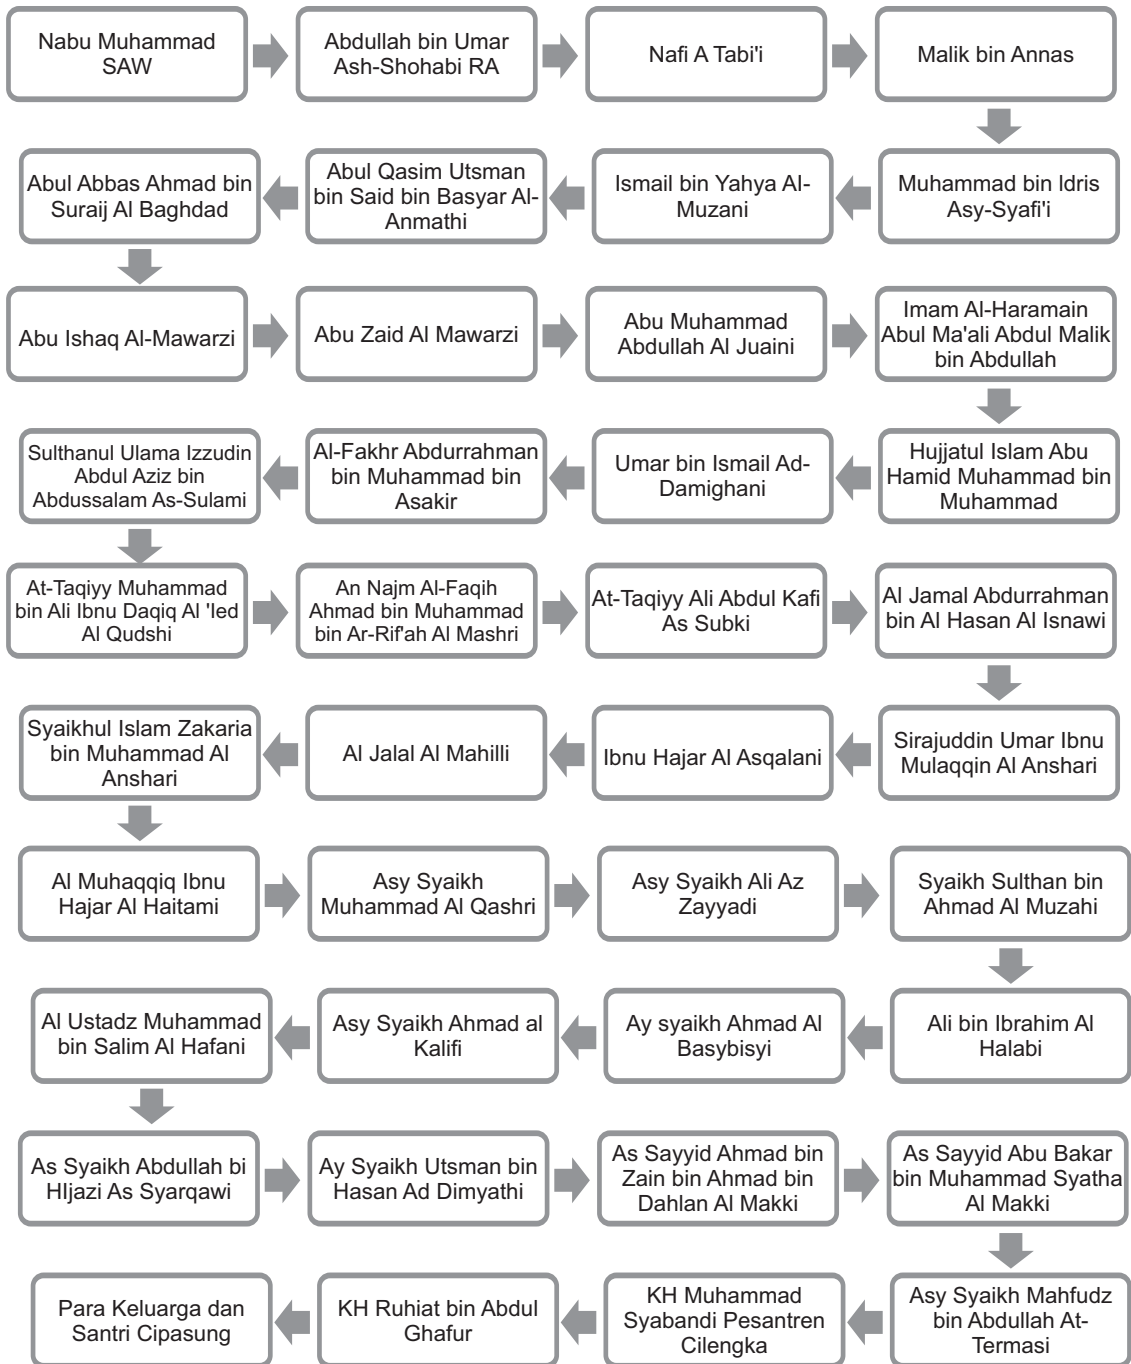 Nabu Muhammad
SAW
Abdullah bin Umar
Ash-Shohabi RA
Nafi A Tabi'i
Malik bin Annas
Muhammad bin Idris
Asy-Syafi'i
Ismail bin Yahya Al-
Muzani
Abul Qasim Utsman
bin Said bin Basyar Al-
Anmathi
Abul Abbas Ahmad bin
Suraij Al Baghdad
Abu Ishaq Al-Mawarzi
Abu Zaid Al Mawarzi
Abu Muhammad
Abdullah Al Juaini
Imam Al-Haramain
Abul Ma'ali Abdul Malik
bin Abdullah
Hujjatul Islam Abu
Hamid Muhammad bin
Muhammad
Umar bin Ismail Ad-
Damighani
Al-Fakhr Abdurrahman
bin Muhammad bin
Asakir
Sulthanul Ulama Izzudin
Abdul Aziz bin
Abdussalam As-Sulami
At-Taqiyy Muhammad
bin Ali Ibnu Daqiq Al 'Ied
Al Qudshi
An Najm Al-Faqih
Ahmad bin Muhammad
bin Ar-Rif'ah Al Mashri
At-Taqiyy Ali Abdul Kafi
As Subki
Al Jamal Abdurrahman
bin Al Hasan Al Isnawi
Sirajuddin Umar Ibnu
Mulaqqin Al Anshari
Ibnu Hajar Al Asqalani
Al Jalal Al Mahilli
Syaikhul Islam Zakaria
bin Muhammad Al
Anshari
Al Muhaqqiq Ibnu
Hajar Al Haitami
Asy Syaikh
Muhammad Al Qashri
Asy Syaikh Ali Az
Zayyadi
Syaikh Sulthan bin
Ahmad Al Muzahi
Ali bin Ibrahim Al
Halabi
Ay syaikh Ahmad Al
Basybisyi
Asy Syaikh Ahmad al
Kalifi
Al Ustadz Muhammad
bin Salim Al Hafani
As Syaikh Abdullah bi
HIjazi As Syarqawi
Ay Syaikh Utsman bin
Hasan Ad Dimyathi
As Sayyid Ahmad bin
Zain bin Ahmad bin
Dahlan Al Makki
As Sayyid Abu Bakar
bin Muhammad Syatha
Al Makki
Asy Syaikh Mahfudz
bin Abdullah At-
Termasi
KH Muhammad
Syabandi Pesantren
Cilengka
KH Ruhiat bin Abdul
Ghafur
Para Keluarga dan
Santri Cipasung